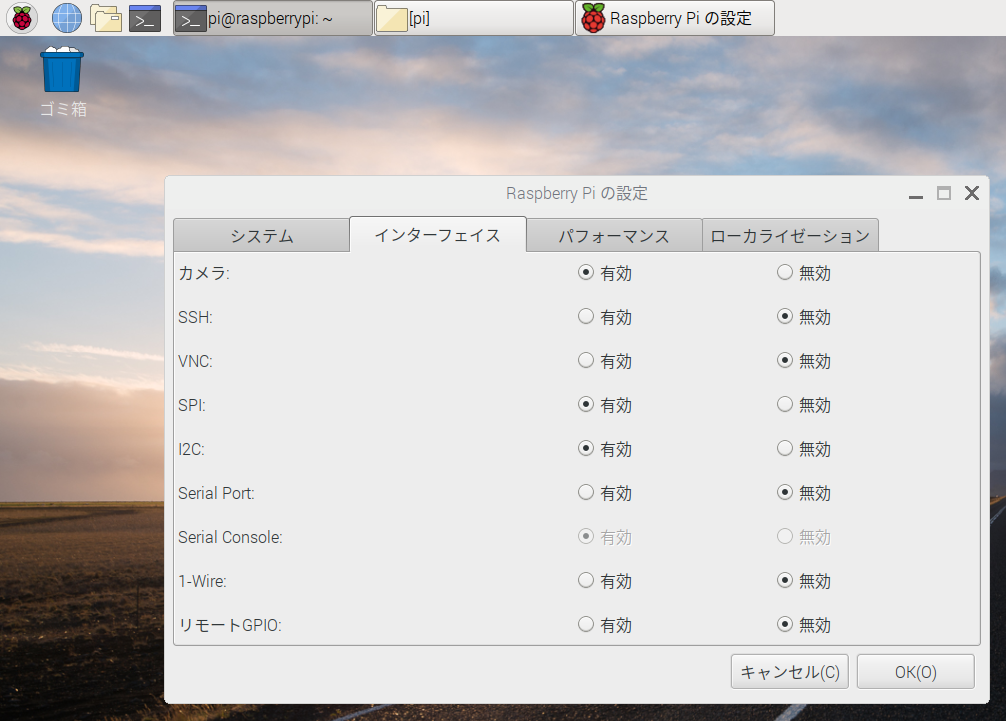 pi@raspberrypi: ~
[pi]
Raspberry Pi の設定
ゴミ箱
Raspberry Pi の設定
システム
インターフェイス
パフォーマンス
ローカライゼーション
カメラ: 有効 無効
SSH: 有効 無効
VNC: 有効 無効
SPI: 有効 無効
I2C: 有効 無効
Serial Port: 有効 無効
Serial Console: 有効 無効
1-Wire: 有効 無効
リモートGPIO: 有効 無効
キャンセル(C) OK(O)